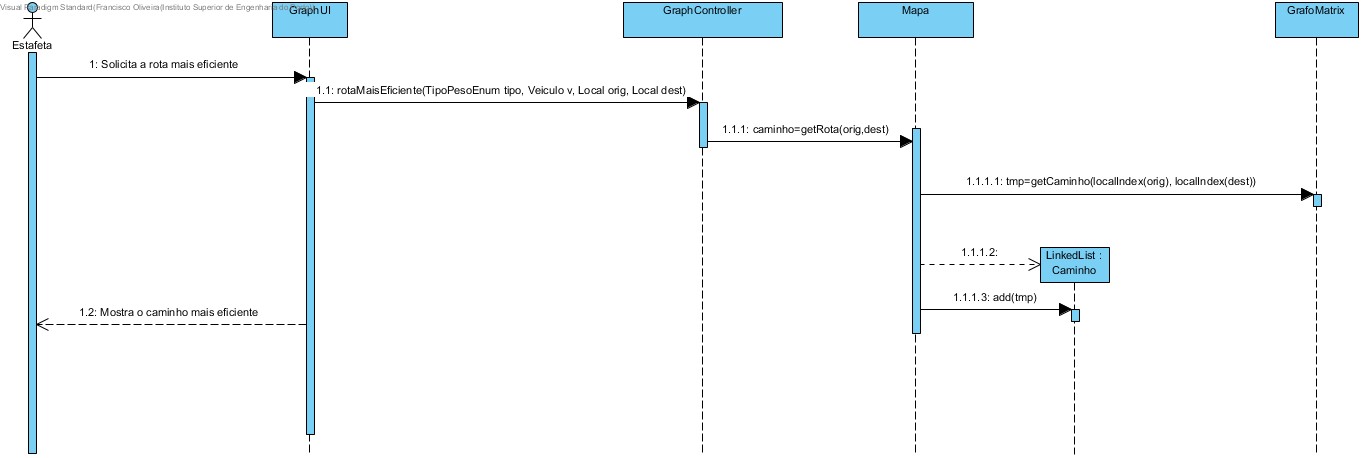 Visual Paradigm Standard(Francisco Oliveira(Instituto Superior de Engenharia
GraphUI
GraphController
Mapa
GrafoMatrix
Estafeta
1: Solicita a rota mais eficiente
1.1: rotaMaisEficiente(TipoPesoEnum tipo, Veiculo v, Local orig, Local dest)
1.1.1: caminho=getRota(orig,dest)
1.1.1.1: tmp=getCaminho(localIndex(orig), localIndex(dest))
1.1.1.2:
LinkedList :
Caminho
1.1.1.3: add(tmp)
1.2: Mostra o caminho mais eficiente